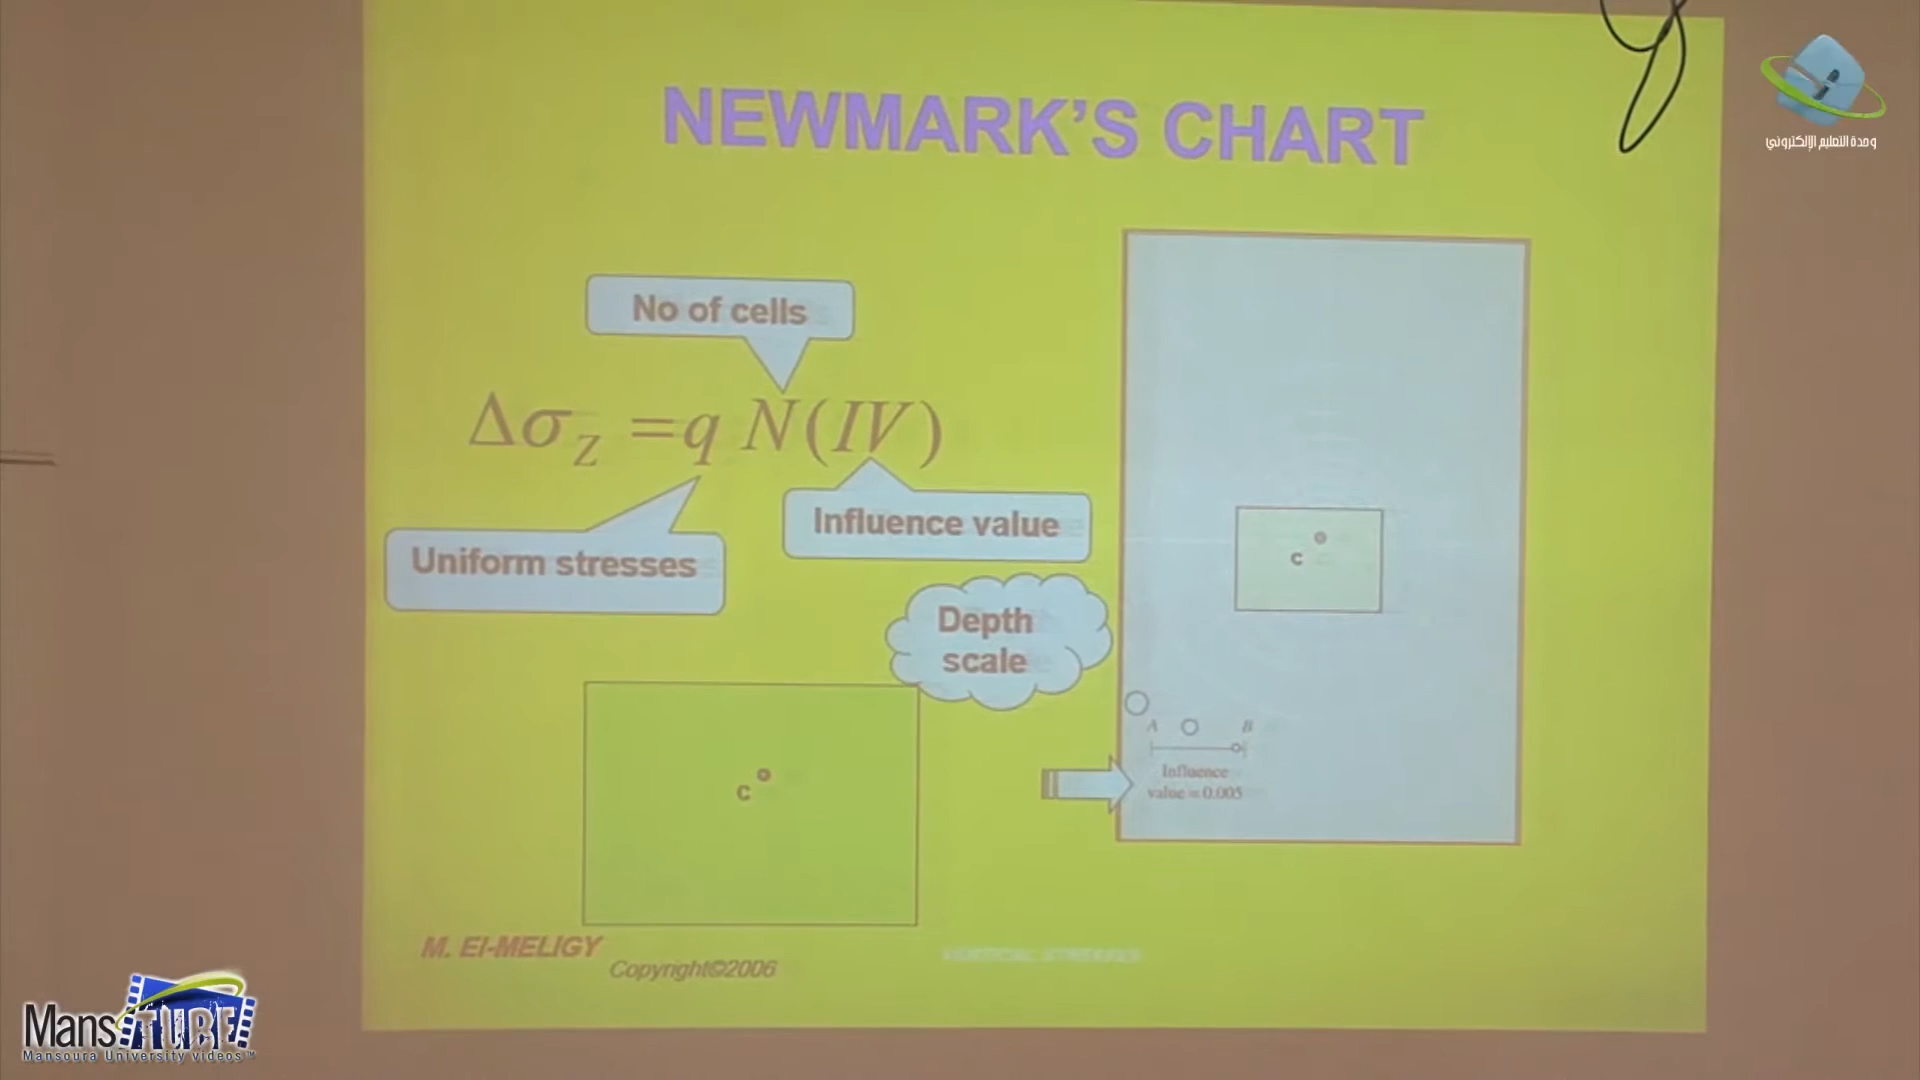 وحدة التعليم الإلكتروني
NEWMARK'S CHART
No of cells
Δσ_Z = q N(IV)
Influence value
Uniform stresses
Depth
scale
c
c
A B
Influence
value = 0.005
M. El-MELIGY
Copyright©2006
MansTUBE
Mansoura University videos™